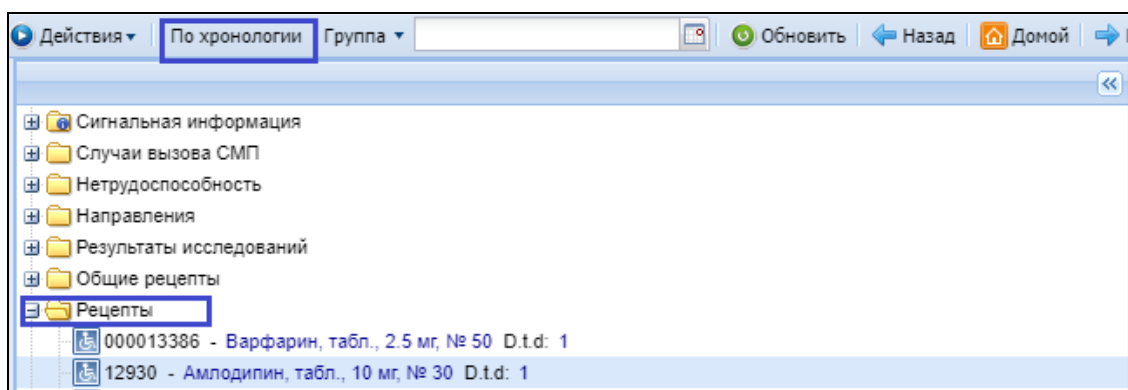 Действия По хронологии Группа Обновить Назад Домой
Сигнальная информация
Случаи вызова СМП
Нетрудоспособность
Направления
Результаты исследований
Общие рецепты
Рецепты
000013386 - Варфарин, табл., 2.5 мг, № 50 D.t.d: 1
12930 - Амлодипин, табл., 10 мг, № 30 D.t.d: 1